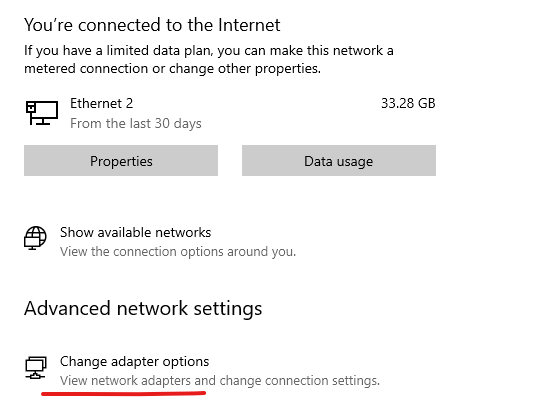 You're connected to the Internet
If you have a limited data plan, you can make this network a
metered connection or change other properties.
Ethernet 2
33.28 GB
From the last 30 days
Properties
Data usage
Show available networks
View the connection options around you.
Advanced network settings
Change adapter options
View network adapters and change connection settings.